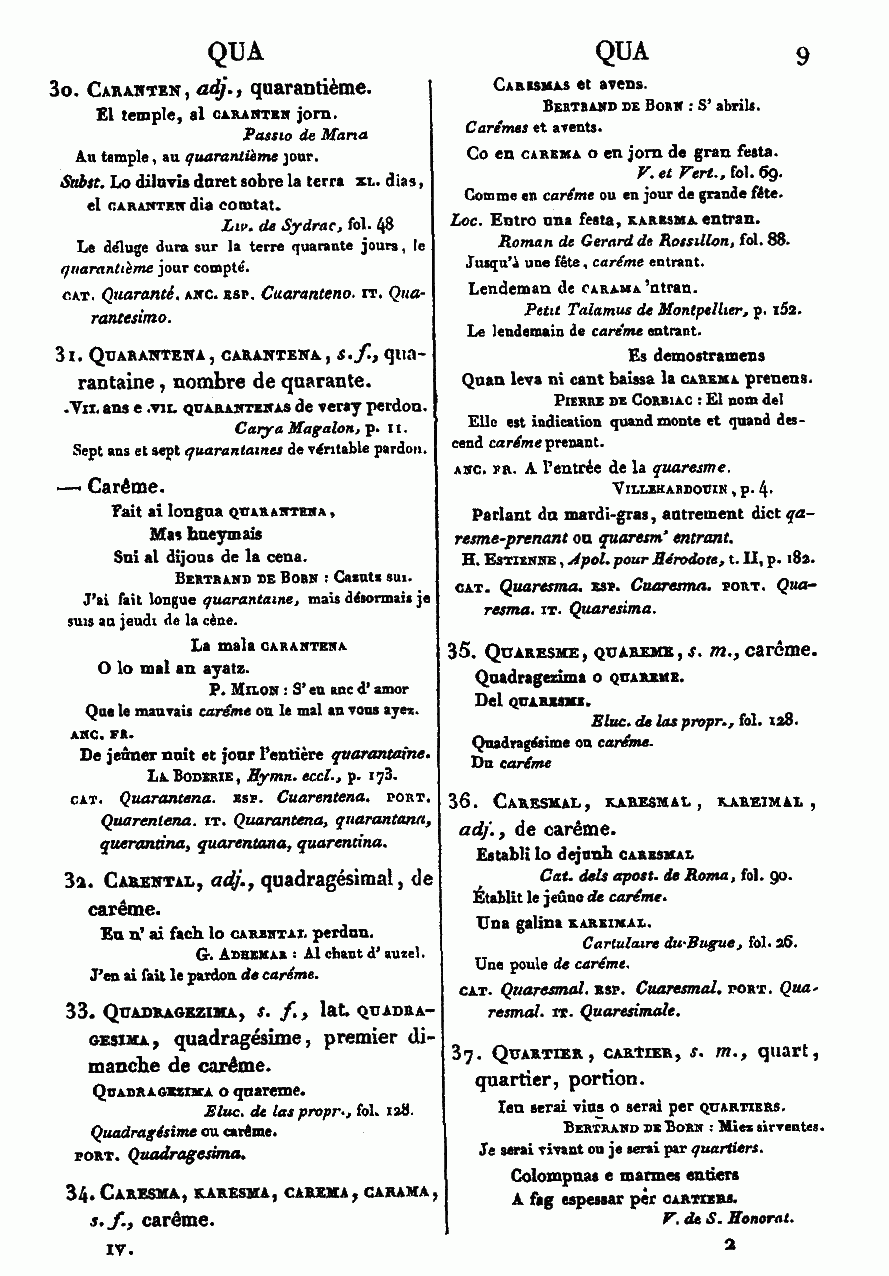 QUA
QUA
9
30. CARANTEN, adj., quarantième.
El temple, al CARANTEN jorn.
Passio de Maria
Au temple, au quarantième jour.
Subst. Lo diluvis duret sobre la terra XL. dias,
el CARANTEN dia comtat.
Liv. de Sydrac, fol. 48
Le déluge dura sur la terre quarante jours, le
quarantième jour compté.
CAT. Quaranté. ANC. ESP. Cuaranteno. IT. Qua-
rantesimo.
31. QUARANTENA, CARANTENA, s. f., qua-
rantaine, nombre de quarante.
.VII. ans e .VII. QUARANTENAS de veray perdon.
Carya Magalon, p. 11.
Sept ans et sept quarantaines de véritable pardon.
— Carême.
Fait ai longua QUARANTENA,
Mas hueymais
Sui al dijous de la cena.
BERTRAND DE BORN : Cazutz sui.
J'ai fait longue quarantaine, mais désormais je
suis au jeudi de la cène.
La mala CARANTENA
O lo mal an ayatz.
P. MILON : S' en anc d' amor
Que le mauvais carême ou le mal an vous ayez.
ANC. FR.
De jeûner nuit et jour l'entière quarantaine.
LA BODERIE, Hymn. eccl., p. 173.
CAT. Quarantena. ESP. Cuarentena. PORT.
Quarentena. IT. Quarantena, quarantana,
querantina, quarentana, quarentina.
32. CARENTAL, adj., quadragésimal, de
carême.
Eu n' ai fach lo CARENTAL perdun.
G. ADHEMAR : Al chant d' auzel.
J'en ai fait le pardon de carême.
33. QUADRAGEZIMA, s. f., lat. QUADRA-
GESIMA, quadragésime, premier di-
manche de carême.
QUADRAGEZIMA o quareme.
Eluc. de las propr., fol. 128.
Quadragésime ou carême.
PORT. Quadragesima.
34. CARESMA, KARESMA, CAREMA, CARAMA,
s. f., carême.
IV.
CARESMAS et avens.
BERTRAND DE BORN : S' abrils.
Carêmes et avents.
Co en CAREMA o en jorn de gran festa.
V. et Vert., fol. 69.
Comme en carême ou en jour de grande fête.
Loc. Entro una festa, KARESMA entran.
Roman de Gerard de Rossillon, fol. 88.
Jusqu'à une fête, carême entrant.
Lendeman de CARAMA 'ntran.
Petit Talamus de Montpellier, p. 152.
Le lendemain de carême entrant.
Es demostramens
Quan leva ni cant baissa la CAREMA prenens.
PIERRE DE CORBIAC : El nom del
Elle est indication quand monte et quand des-
cend carême prenant.
ANC. FR. A l'entrée de la quaresme.
VILLEHARDOUIN, p. 4.
Parlant du mardi-gras, autrement dict qa-
resme-prenant ou quaresm' entrant.
H. ESTIENNE, Apol. pour Hérodote, t. II, p. 182.
CAT. Quaresma. ESP. Cuaresma. PORT. Qua-
resma. IT. Quaresima.
35. QUARESME, QUAREME, s. m., carême.
Quadragezima o QUAREME.
Del QUARESME.
Eluc. de las propr., fol. 128.
Quadragésime ou carême.
Du carême
36. CARESMAL, KARESMAL, KAREIMAL,
adj., de carême.
Establi lo dejunh CARESMAL
Cat. dels apost. de Roma, fol. 90.
Établit le jeûne de carême.
Una galina KAREIMAL.
Cartulaire du Bugue, fol. 26.
Une poule de carême.
CAT. Quaresmal. ESP. Cuaresmal. PORT. Qua-
resmal. IT. Quaresimale.
37. QUARTIER, CARTIER, s. m., quart,
quartier, portion.
Ieu serai vius o serai per QUARTIERS.
BERTRAND DE BORN : Miez sirventes.
Je serai vivant ou je serai par quartiers.
Colompnas e marmes entiers
A fag espessar per CARTIERS.
V. de S. Honorat.
2